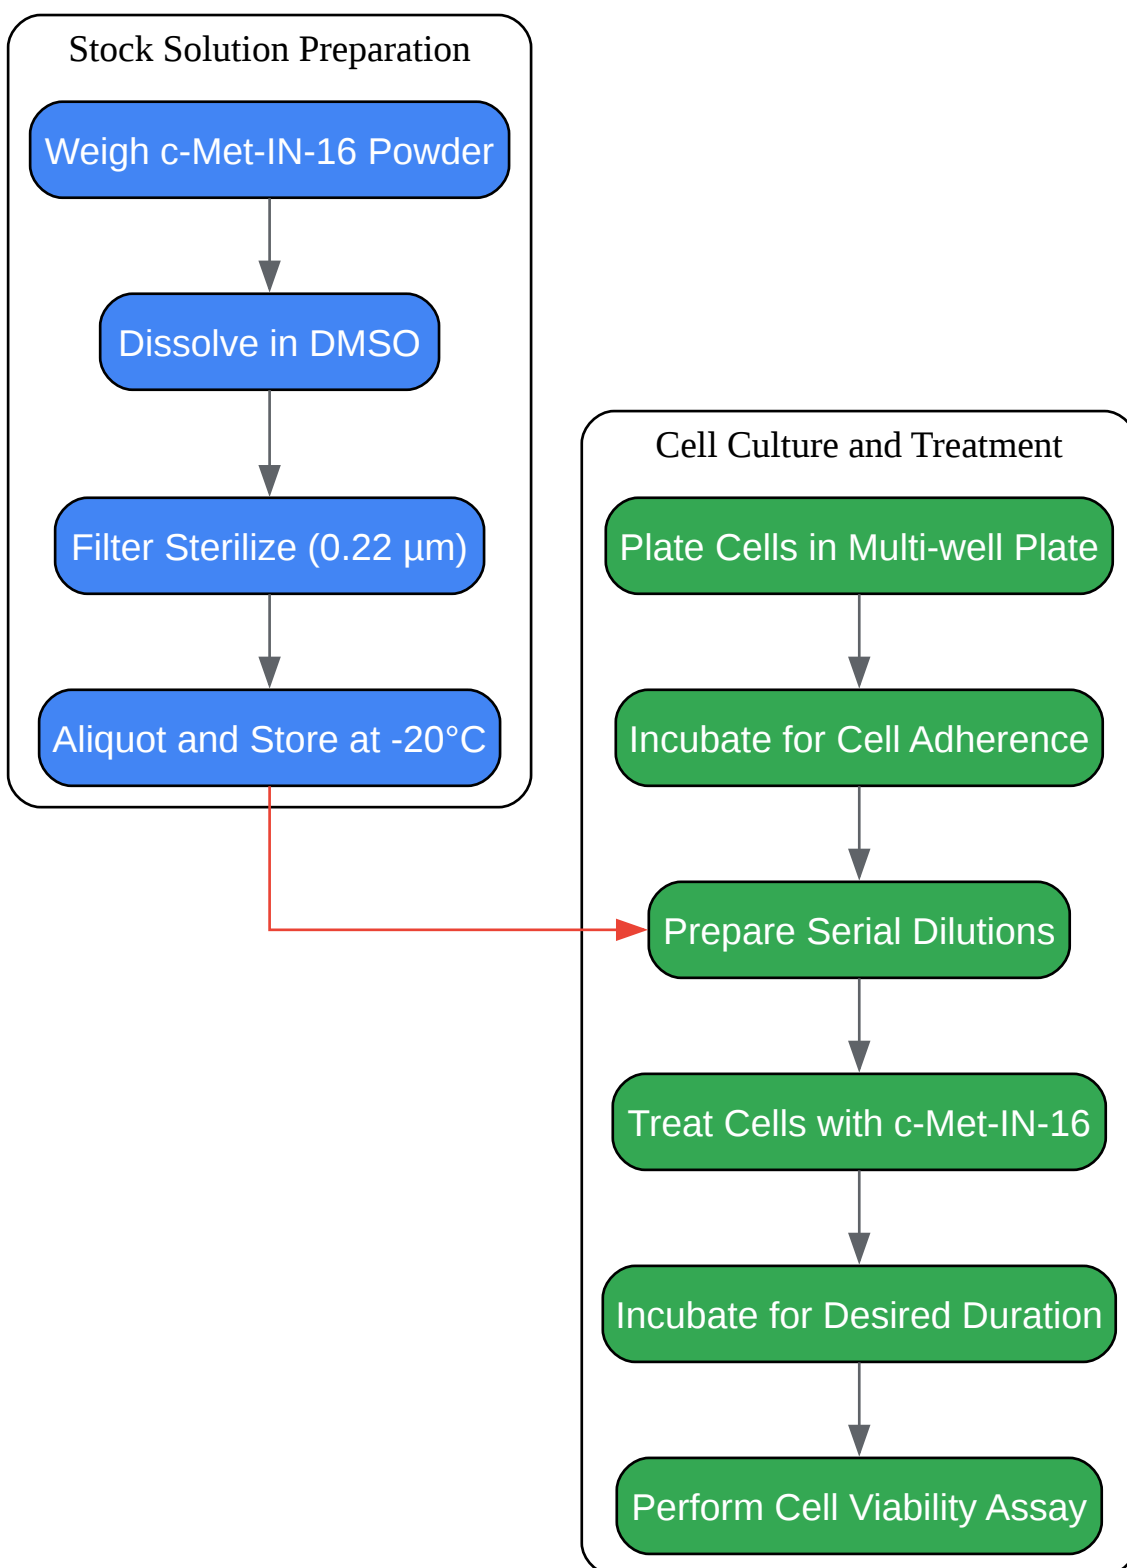 Stock Solution Preparation
Weigh c-Met-IN-16 Powder
Dissolve in DMSO
Filter Sterilize (0.22 µm)
Aliquot and Store at -20°C
Cell Culture and Treatment
Plate Cells in Multi-well Plate
Incubate for Cell Adherence
Prepare Serial Dilutions
Treat Cells with c-Met-IN-16
Incubate for Desired Duration
Perform Cell Viability Assay